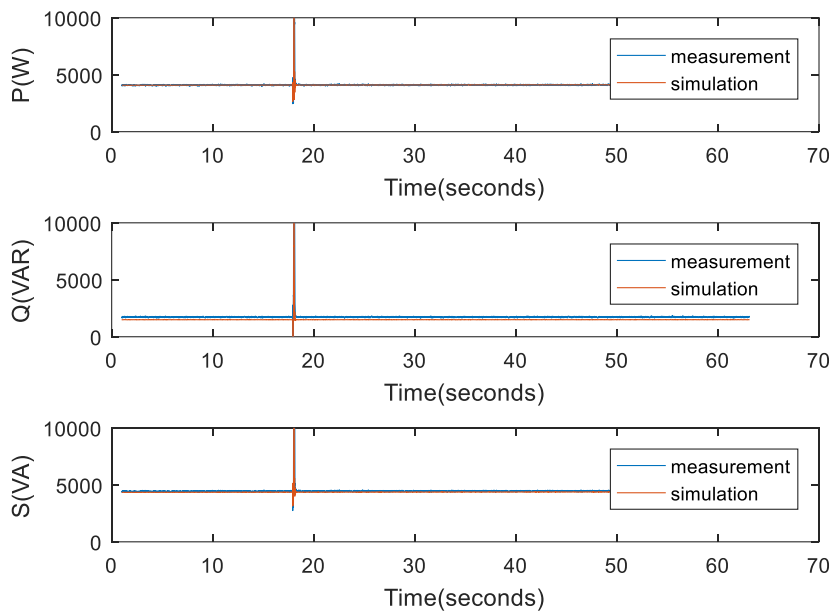 10000
5000
0
P(W)
measurement
simulation
0 10 20 30 40 50 60 70
Time(seconds)
10000
5000
0
Q(VAR)
measurement
simulation
0 10 20 30 40 50 60 70
Time(seconds)
10000
5000
0
S(VA)
measurement
simulation
0 10 20 30 40 50 60 70
Time(seconds)